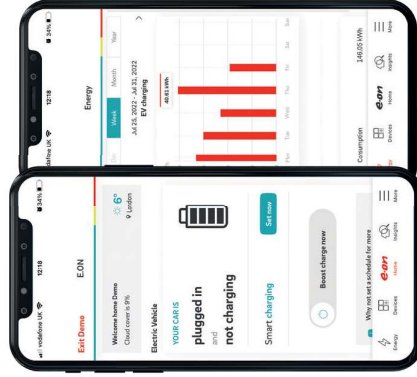 vodafone UK
12:18
34%
Exit Demo
E.ON
Welcome home Demo
Cloud cover is 9%
6°
London
Electric Vehicle
YOUR CAR IS
plugged in
and
not charging
Smart charging
Set now
Boost charge now
Why not set a schedule for more
Energy
Devices
e·on
Home
Insights
More
vodafone UK
12:18
34%
Energy
Week
Month
Year
Jul 25, 2022 - Jul 31, 2022
EV charging
40.61 kWh
Mon
Tue
Wed
Thu
Fri
Sat
Sun
Consumption
146.05 kWh
Devices
e·on
Home
Insights
More